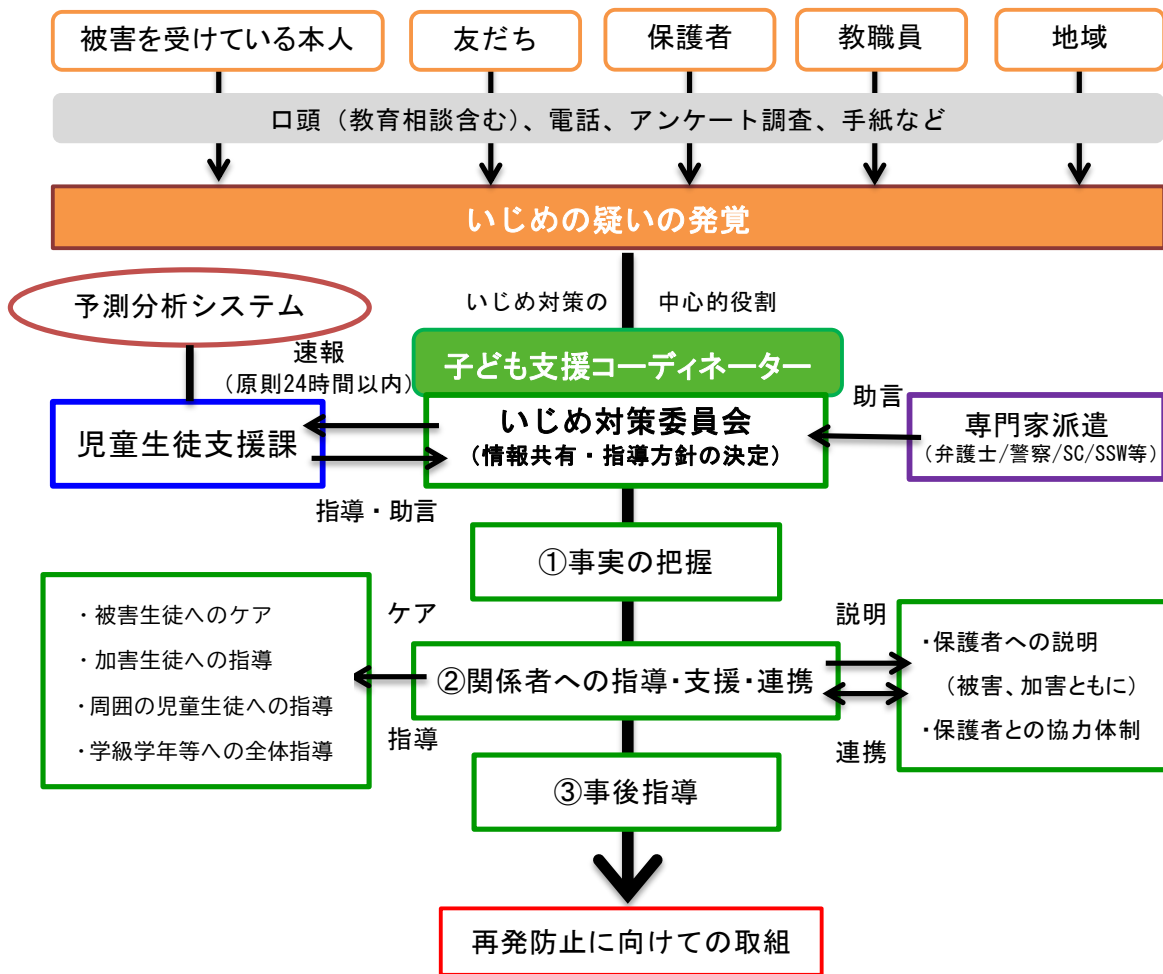 被害を受けている本人
友だち
保護者
教職員
地域
口頭（教育相談含む）、電話、アンケート調査、手紙など
いじめの疑いの発覚
予測分析システム
いじめ対策の
中心的役割
速報
（原則24時間以内）
子ども支援コーディネーター
いじめ対策委員会
（情報共有・指導方針の決定）
児童生徒支援課
助言
専門家派遣
（弁護士/警察/SC/SSW等）
指導・助言
①事実の把握
ケア
説明
・被害生徒へのケア
・加害生徒への指導
・周囲の児童生徒への指導
・学級学年等への全体指導
②関係者への指導・支援・連携
・保護者への説明
（被害、加害ともに）
・保護者との協力体制
指導
連携
③事後指導
再発防止に向けての取組